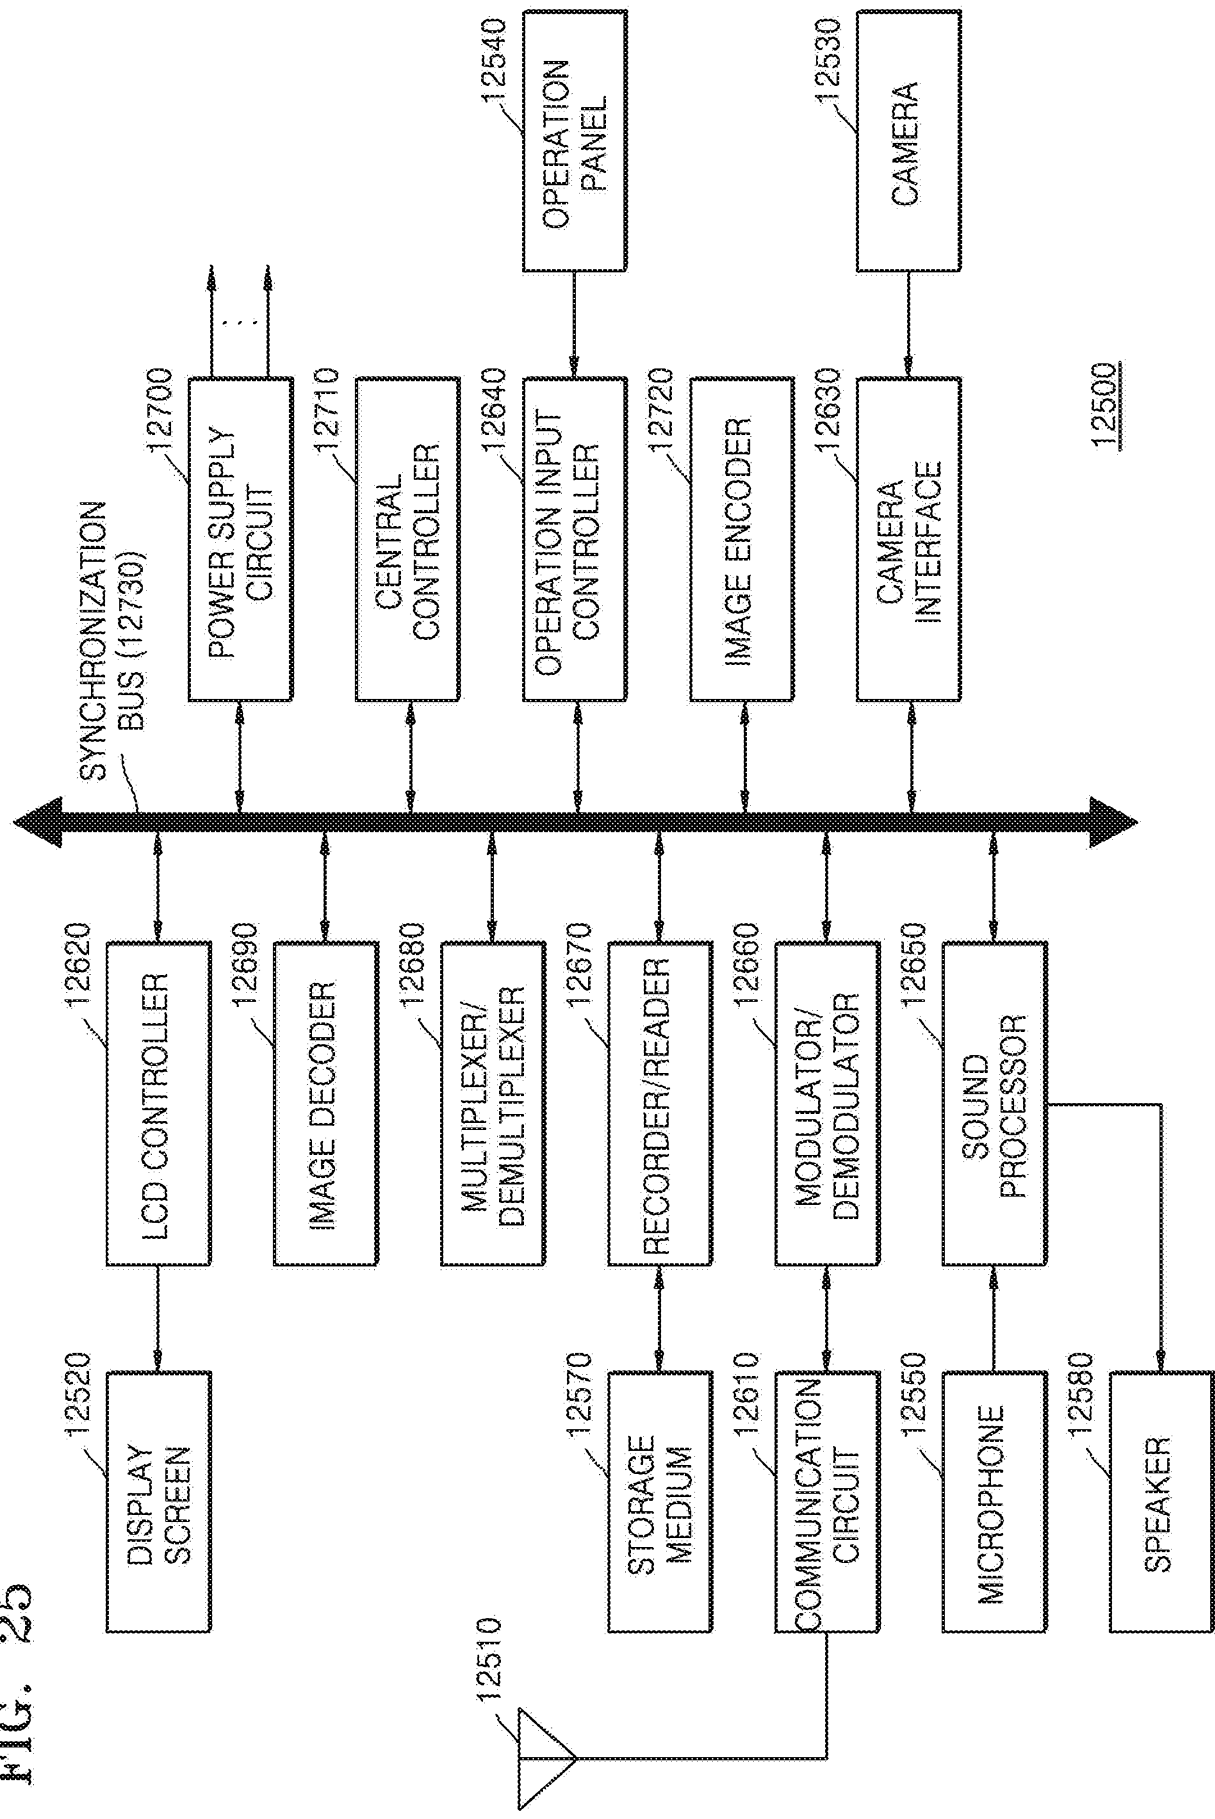 FIG. 25
12510
12520
DISPLAY
SCREEN
12570
STORAGE
MEDIUM
12610
COMMUNICATION
CIRCUIT
12550
MICROPHONE
12580
SPEAKER
12620
LCD CONTROLLER
12690
IMAGE DECODER
12680
MULTIPLEXER/
DEMULTIPLEXER
12670
RECORDER/READER
12660
MODULATOR/
DEMODULATOR
12650
SOUND
PROCESSOR
SYNCHRONIZATION
BUS (12730)
12700
POWER SUPPLY
CIRCUIT
12710
CENTRAL
CONTROLLER
12640
OPERATION INPUT
CONTROLLER
12720
IMAGE ENCODER
12630
CAMERA
INTERFACE
12540
OPERATION
PANEL
12530
CAMERA
12500